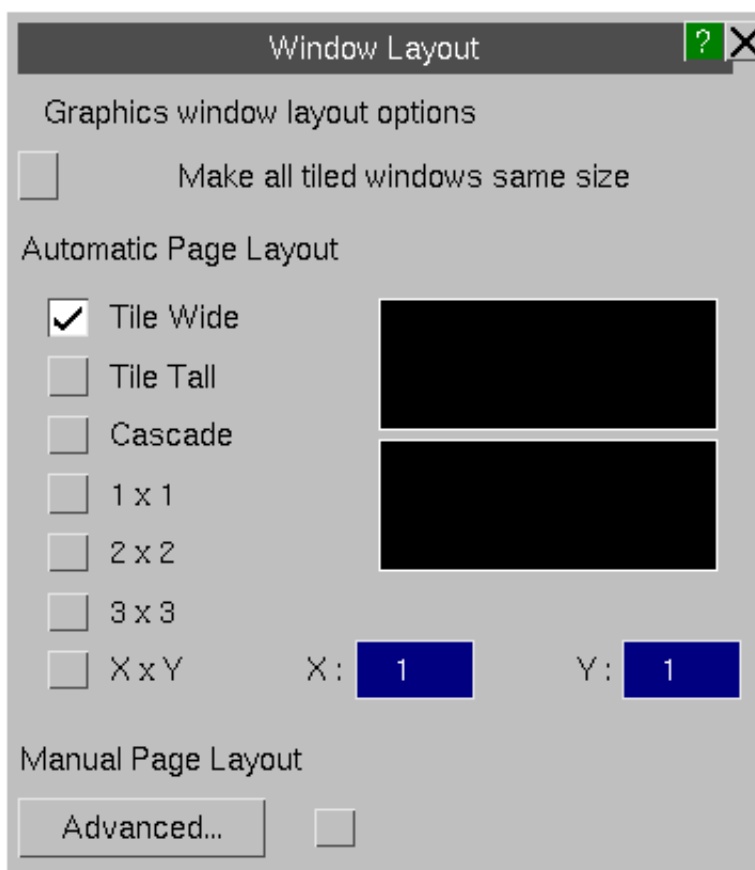 Window Layout ?
Graphics window layout options
Make all tiled windows same size
Automatic Page Layout
Tile Wide
Tile Tall
Cascade
1 x 1
2 x 2
3 x 3
X x Y X : 1 Y : 1
Manual Page Layout
Advanced...